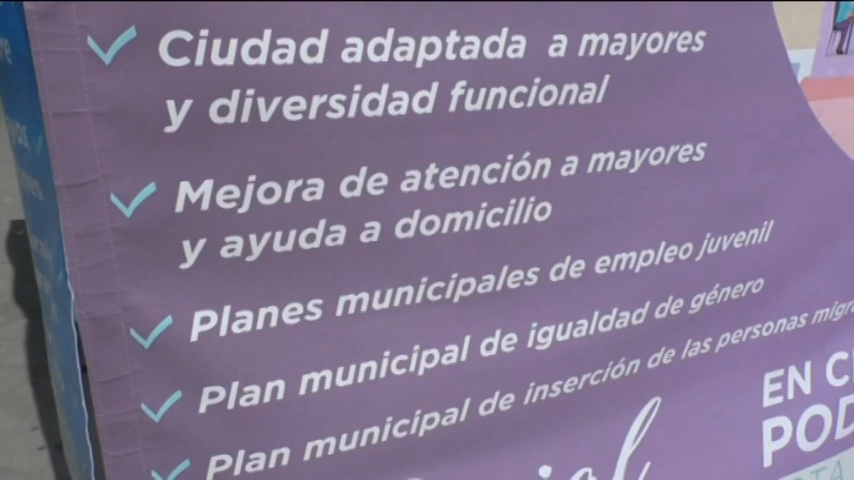 Ciudad adaptada a mayores
y diversidad funcional
Mejora de atención a mayores
y ayuda a domicilio
Planes municipales de empleo juvenil
Plan municipal de igualdad de género
Plan municipal de inserción de las personas
EN